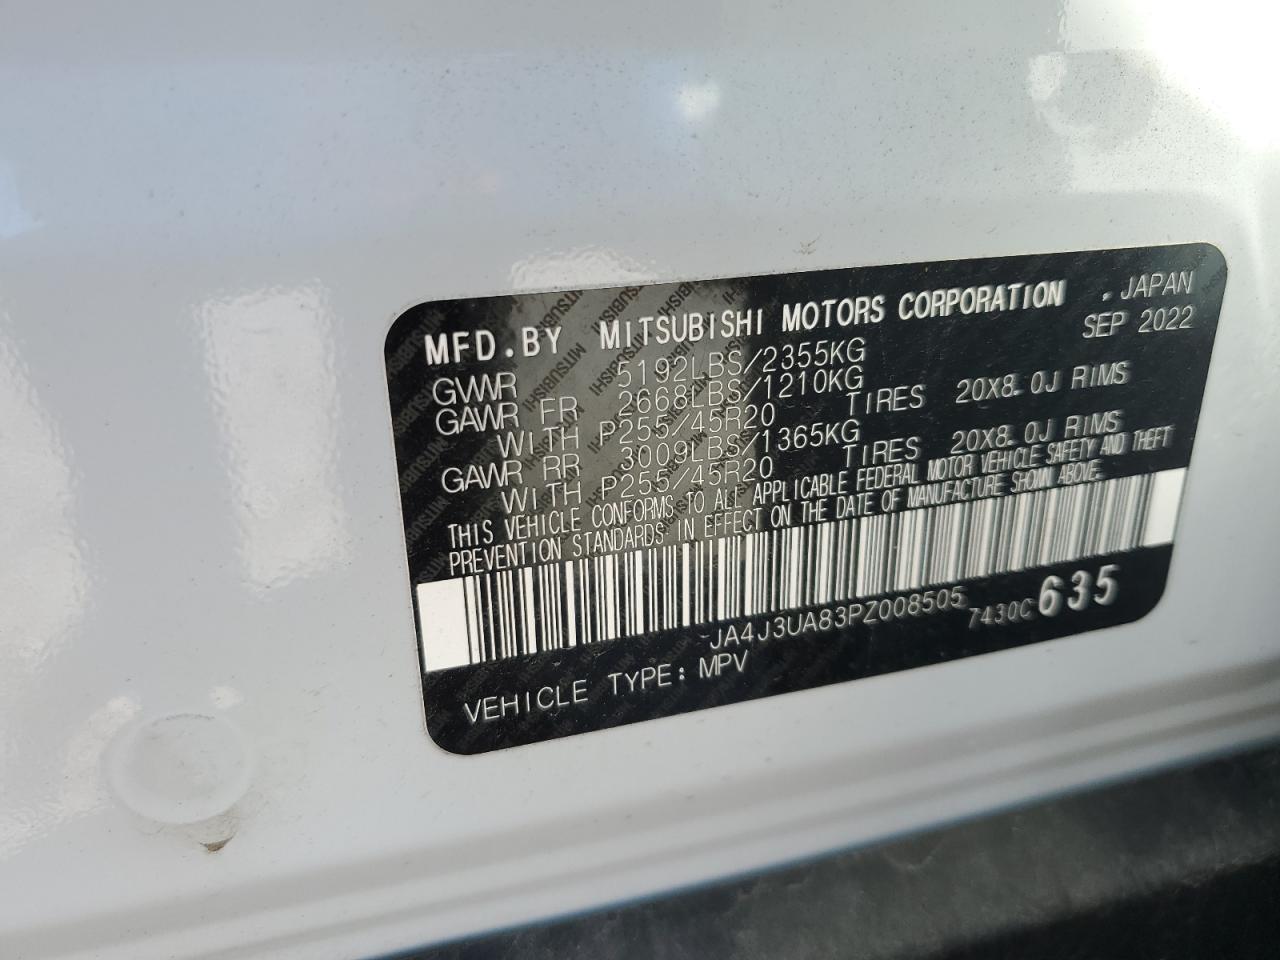 MFD.BY MITSUBISHI MOTORS CORPORATION . JAPAN
SEP 2022
GVWR 5192LBS/2355KG
GAWR FR 2668LBS/1210KG
WITH P255/45R20 TIRES 20X8.0J RIMS
GAWR RR 3009LBS/1365KG
WITH P255/45R20 TIRES 20X8.0J RIMS
THIS VEHICLE CONFORMS TO ALL APPLICABLE FEDERAL MOTOR VEHICLE SAFETY AND THEFT
PREVENTION STANDARDS IN EFFECT ON THE DATE OF MANUFACTURE SHOWN ABOVE.
JA4J3UA83PZ008505 7430C 635
VEHICLE TYPE: MPV